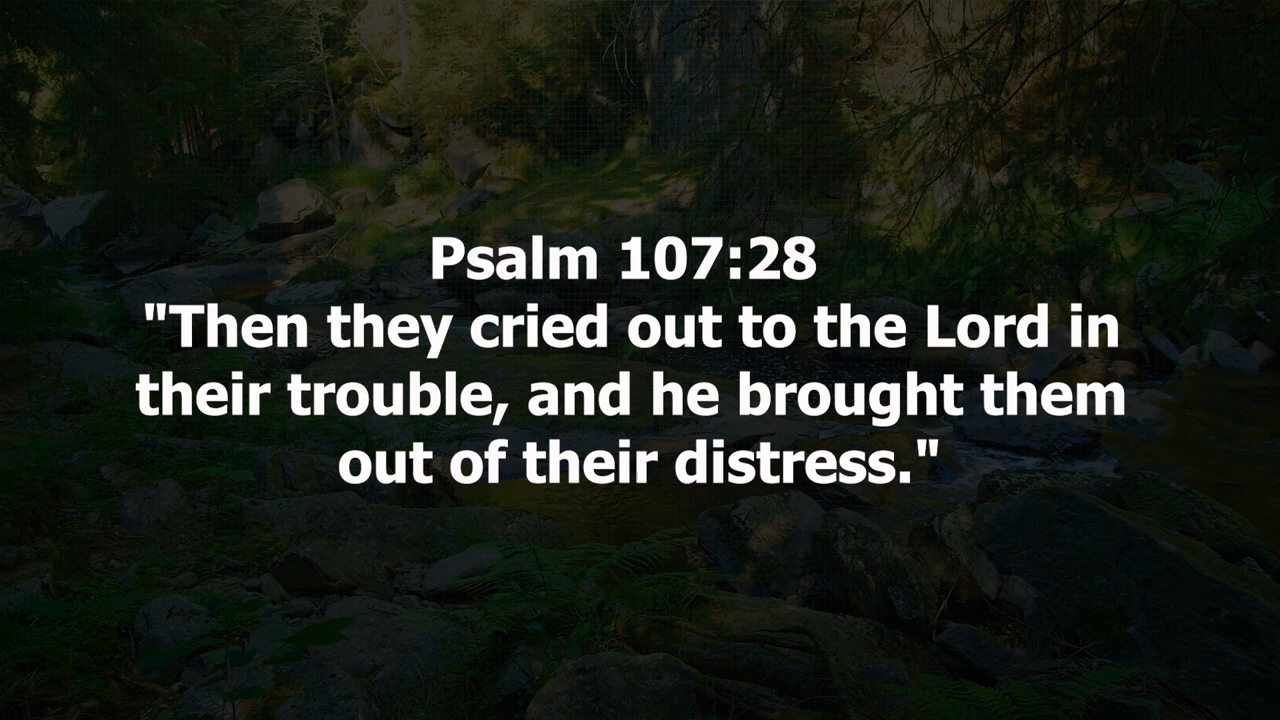 Psalm 107:28
"Then they cried out to the Lord in
their trouble, and he brought them
out of their distress."